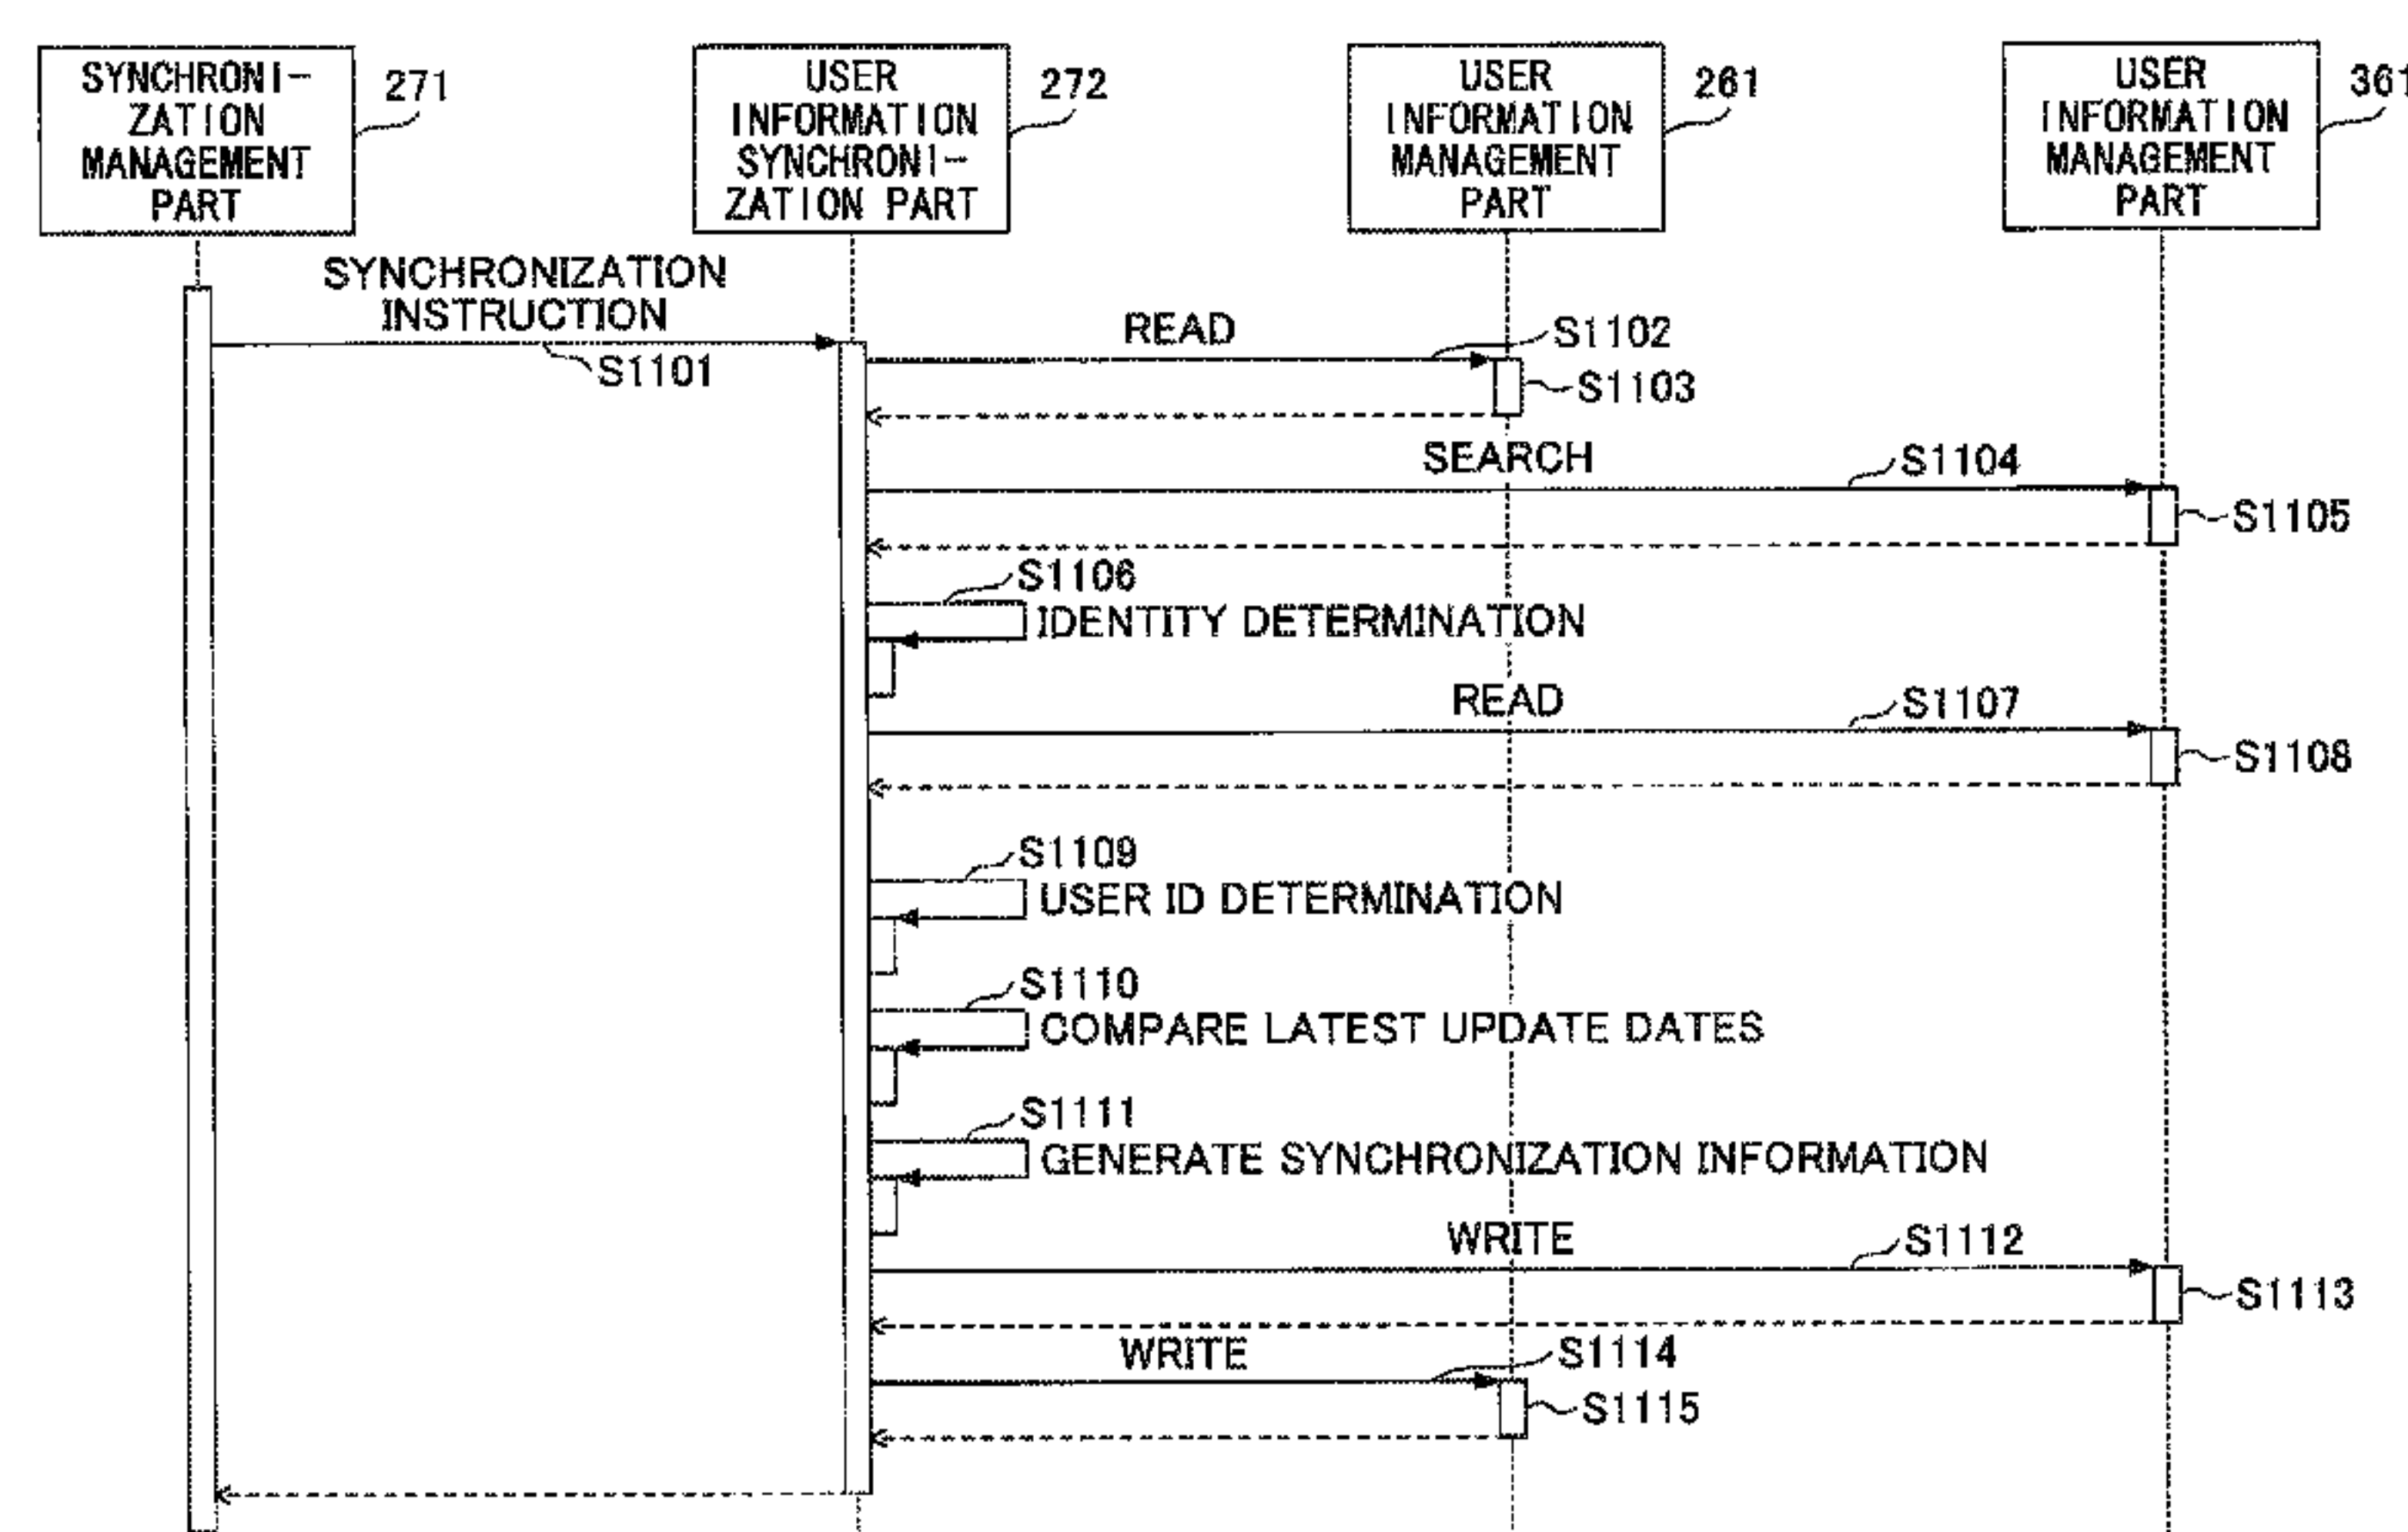 SYNCHRONI-
ZATION
MANAGEMENT
PART
271
USER
INFORMATION
SYNCHRONI-
ZATION PART
272
USER
INFORMATION
MANAGEMENT
PART
261
USER
INFORMATION
MANAGEMENT
PART
361
SYNCHRONIZATION
INSTRUCTION
S1101
READ
S1102
S1103
SEARCH
S1104
S1105
S1106
IDENTITY DETERMINATION
READ
S1107
S1108
S1109
USER ID DETERMINATION
S1110
COMPARE LATEST UPDATE DATES
S1111
GENERATE SYNCHRONIZATION INFORMATION
WRITE
S1112
S1113
WRITE
S1114
S1115